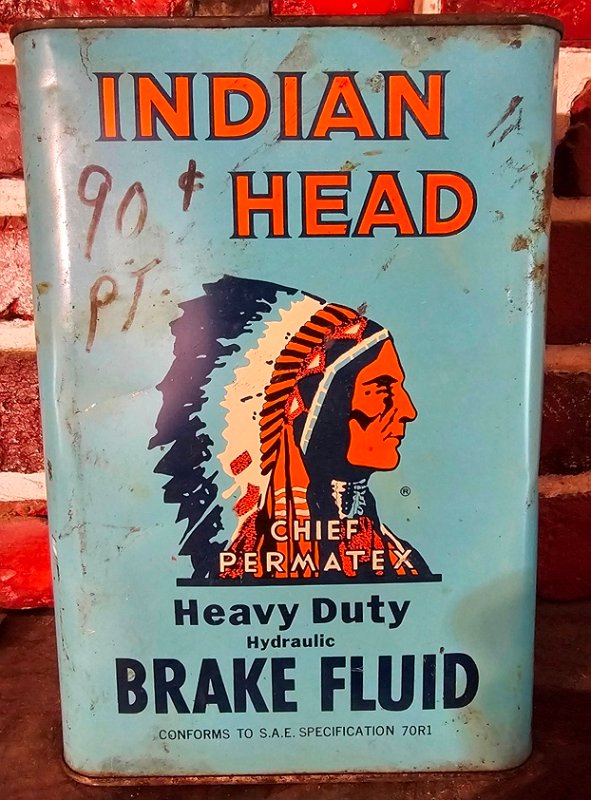 INDIAN
HEAD
90 ¢
PT.
®
CHIEF
PERMATEX
Heavy Duty
Hydraulic
BRAKE FLUID
CONFORMS TO S.A.E. SPECIFICATION 70R1